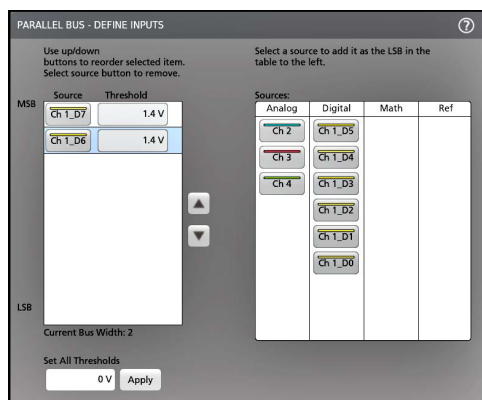 PARALLEL BUS - DEFINE INPUTS
?
Use up/down
buttons to reorder selected item.
Select source button to remove.
Select a source to add it as the LSB in the
table to the left.
MSB
Source Threshold
Ch 1_D7 1.4 V
Ch 1_D6 1.4 V
LSB
Current Bus Width: 2
Set All Thresholds
0 V Apply
Sources:
Analog Digital Math Ref
Ch 2 Ch 1_D5
Ch 3 Ch 1_D4
Ch 4 Ch 1_D3
Ch 1_D2
Ch 1_D1
Ch 1_D0